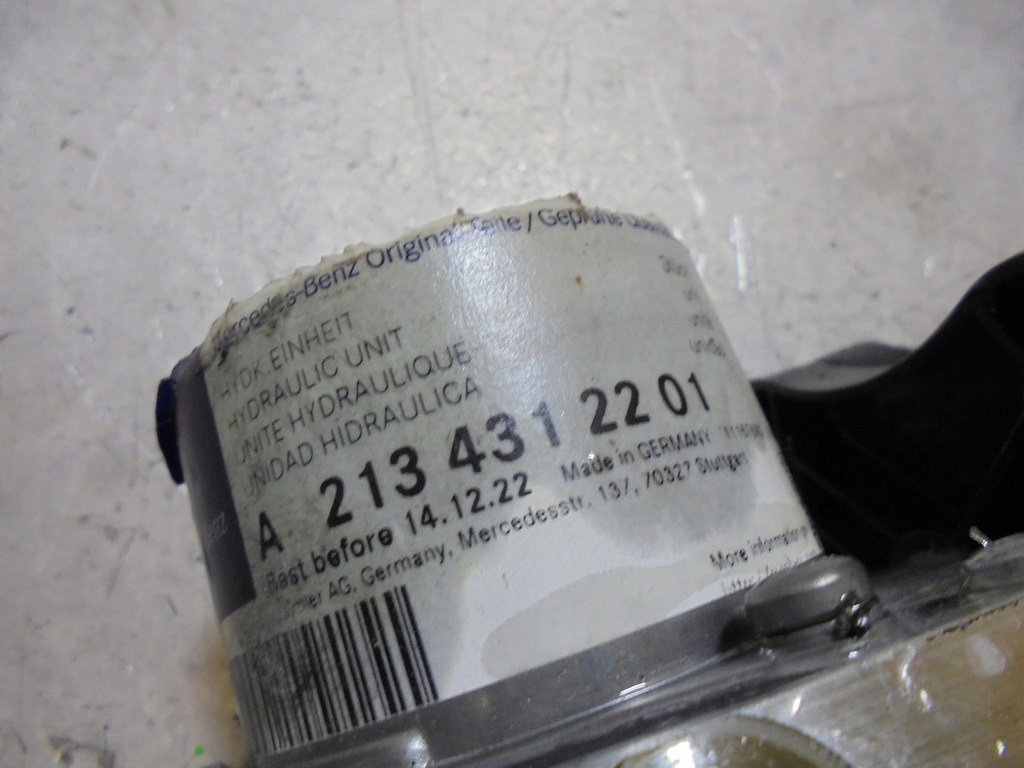 Mercedes-Benz Original-Teile / Geprüfte
HYDR. EINHEIT
HYDRAULIC UNIT
UNITE HYDRAULIQUE
UNIDAD HIDRAULICA
A 213 431 22 01
Best before 14.12.22 Made in GERMANY
AG, Germany, Mercedesstr. 137, 70327 Stuttgart
More information